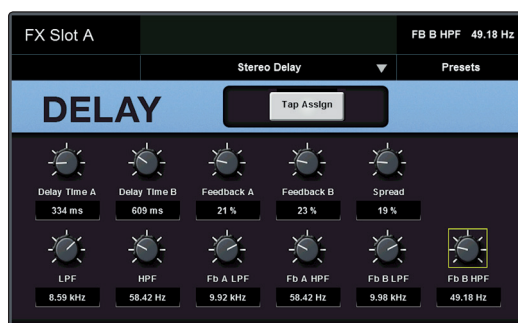 FX Slot A
FB B HPF 49.18 Hz
Stereo Delay
Presets
DELAY
Tap Assign
Delay Time A
Delay Time B
Feedback A
Feedback B
Spread
334 ms
609 ms
21 %
23 %
19 %
LPF
HPF
Fb A LPF
Fb A HPF
Fb B LPF
Fb B HPF
8.59 kHz
58.42 Hz
9.92 kHz
58.42 Hz
9.98 kHz
49.18 Hz